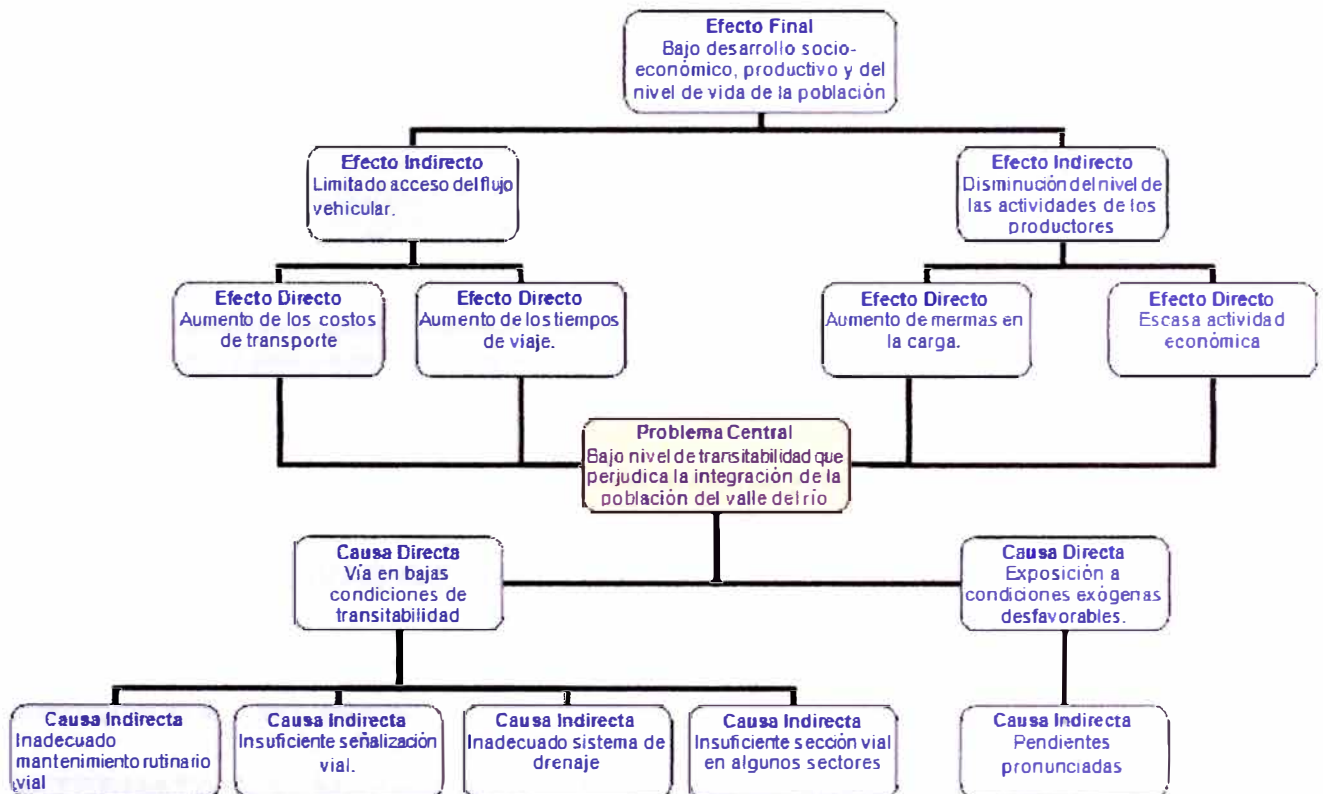 Efecto Final
Bajo desarrollo socio-
económico, productivo y del
nivel de vida de la población
Efecto Indirecto
Limitado acceso del flujo
vehicular.
Efecto Indirecto
Disminución del nivel de
las actividades de los
productores
Efecto Directo
Aumento de los costos
de transporte
Efecto Directo
Aumento de los tiempos
de viaje.
Efecto Directo
Aumento de mermas en
la carga.
Efecto Directo
Escasa actividad
económica
Problema Central
Bajo nivel de transitabilidad que
perjudica la integración de la
población del valle del río
Causa Directa
Vía en bajas
condiciones de
transitabilidad
Causa Directa
Exposición a
condiciones exógenas
desfavorables.
Causa Indirecta
Inadecuado
mantenimiento rutinario
vial
Causa Indirecta
Insuficiente señalización
vial.
Causa Indirecta
Inadecuado sistema de
drenaje
Causa Indirecta
Insuficiente sección vial
en algunos sectores
Causa Indirecta
Pendientes
pronunciadas